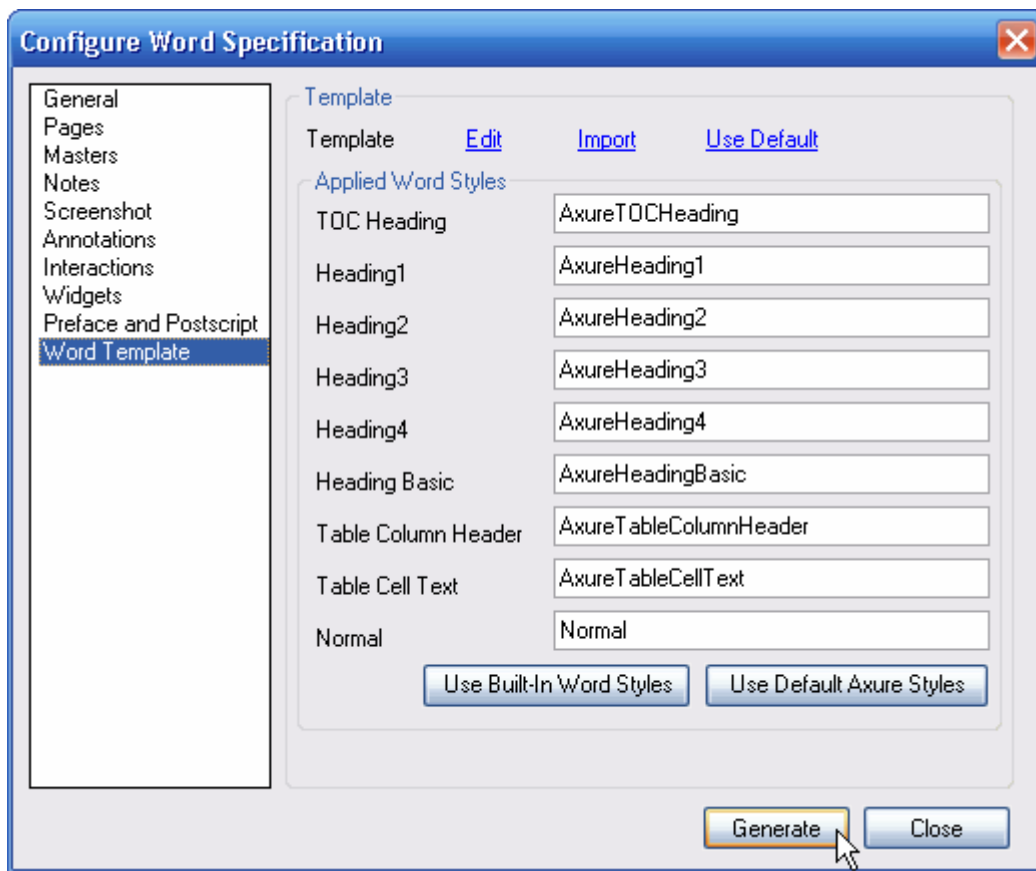 Configure Word Specification
General
Pages
Masters
Notes
Screenshot
Annotations
Interactions
Widgets
Preface and Postscript
Word Template
Template
Template Edit Import Use Default
Applied Word Styles
TOC Heading AxureTOCHeading
Heading1 AxureHeading1
Heading2 AxureHeading2
Heading3 AxureHeading3
Heading4 AxureHeading4
Heading Basic AxureHeadingBasic
Table Column Header AxureTableColumnHeader
Table Cell Text AxureTableCellText
Normal Normal
Use Built-In Word Styles Use Default Axure Styles
Generate Close